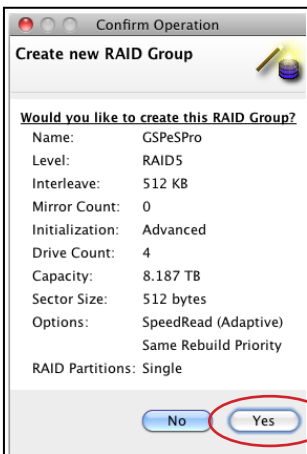 Confirm Operation
Create new RAID Group
Would you like to create this RAID Group?
Name: GSPeSPro
Level: RAID5
Interleave: 512 KB
Mirror Count: 0
Initialization: Advanced
Drive Count: 4
Capacity: 8.187 TB
Sector Size: 512 bytes
Options: SpeedRead (Adaptive)
Same Rebuild Priority
RAID Partitions: Single
No Yes